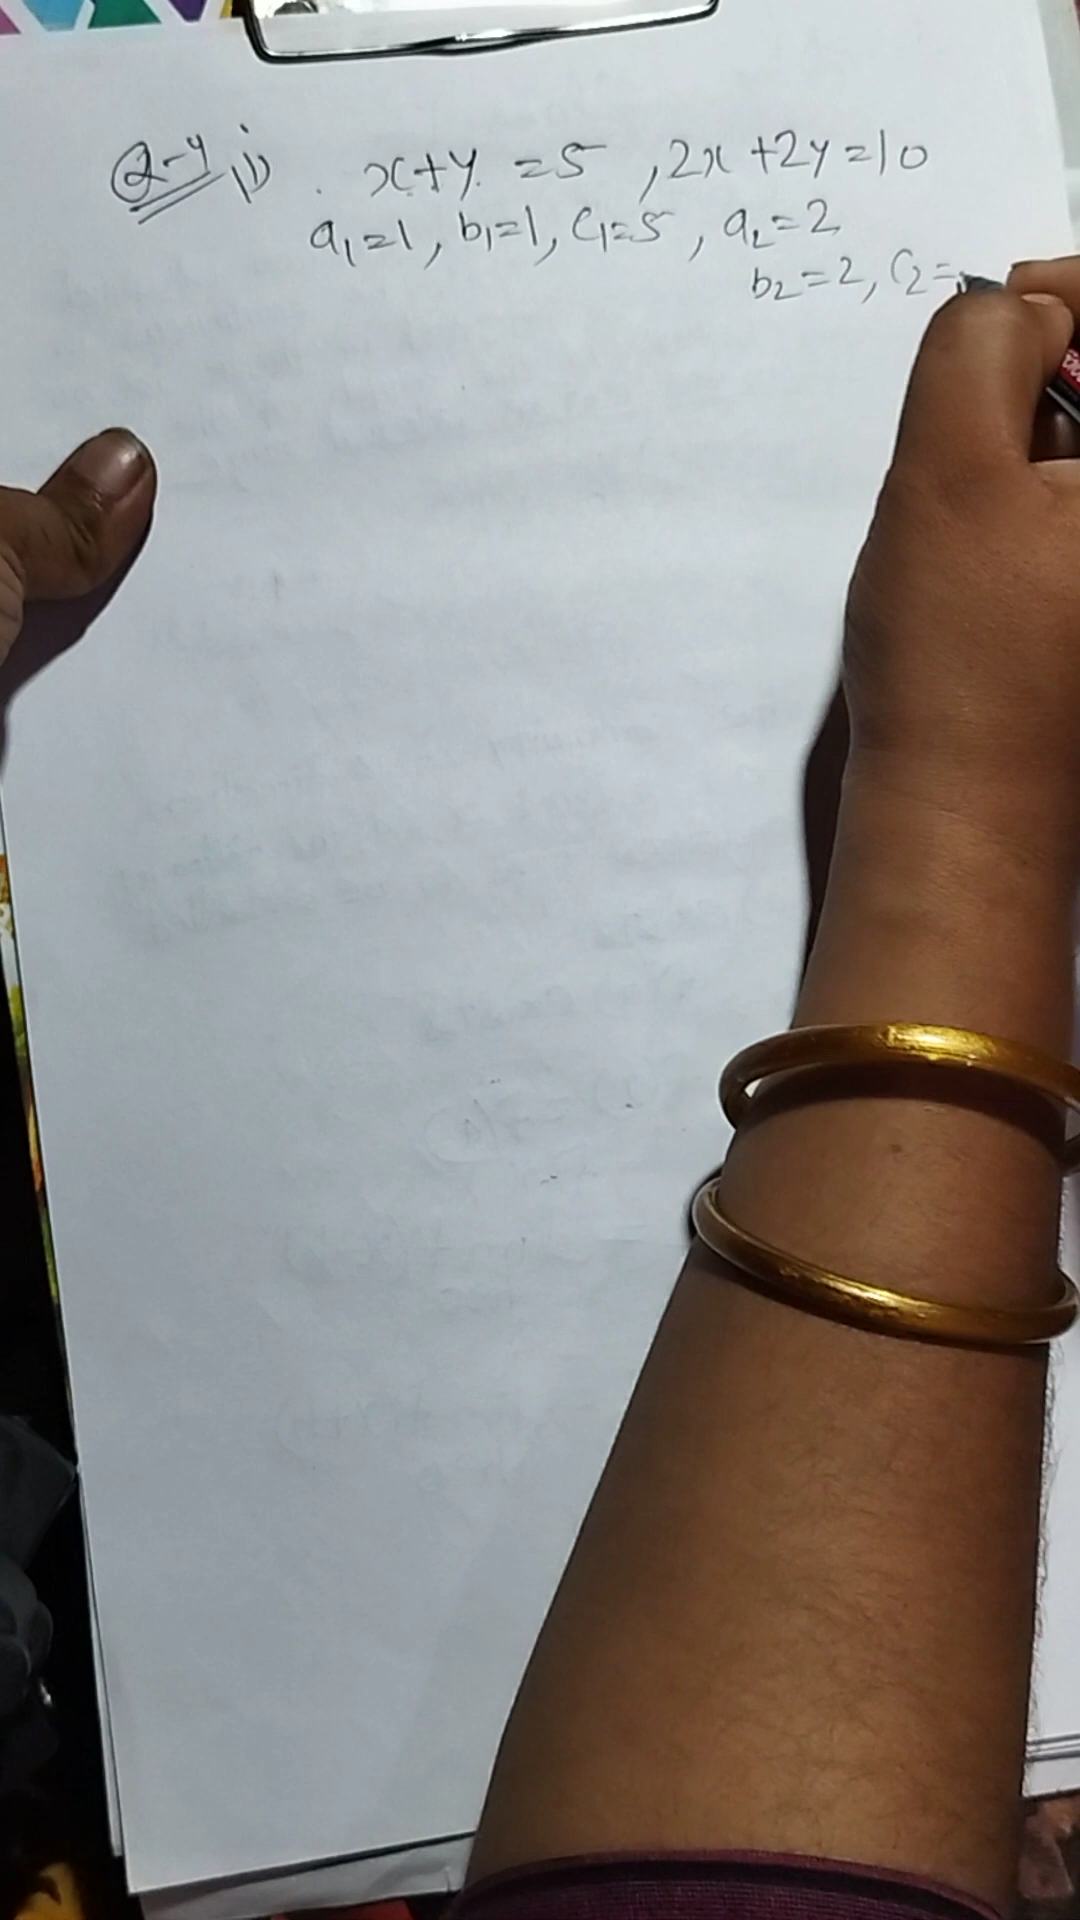 Q-4 (i) . x+y = 5 , 2x +2y =10
a₁=1, b₁=1, c₁=5 , a₂=2
b₂=2, c₂=